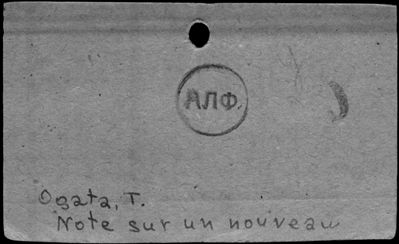 АЛФ
Ogata, T.
Note sur un nouveau